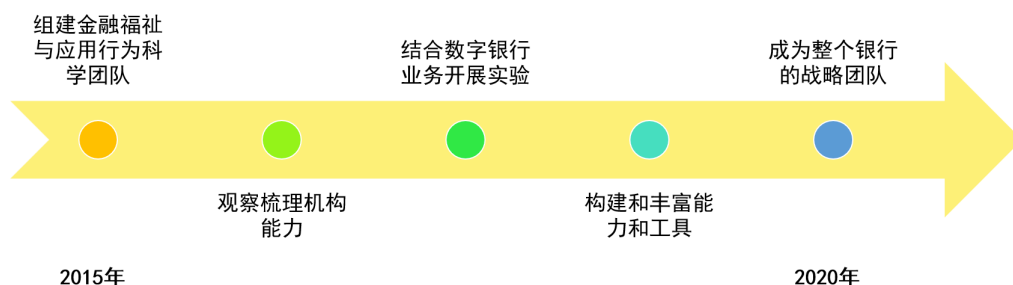 组建金融福祉
与应用行为科
学团队
结合数字银行
业务开展实验
成为整个银行
的战略团队
观察梳理机构
能力
构建和丰富能
力和工具
2015年
2020年